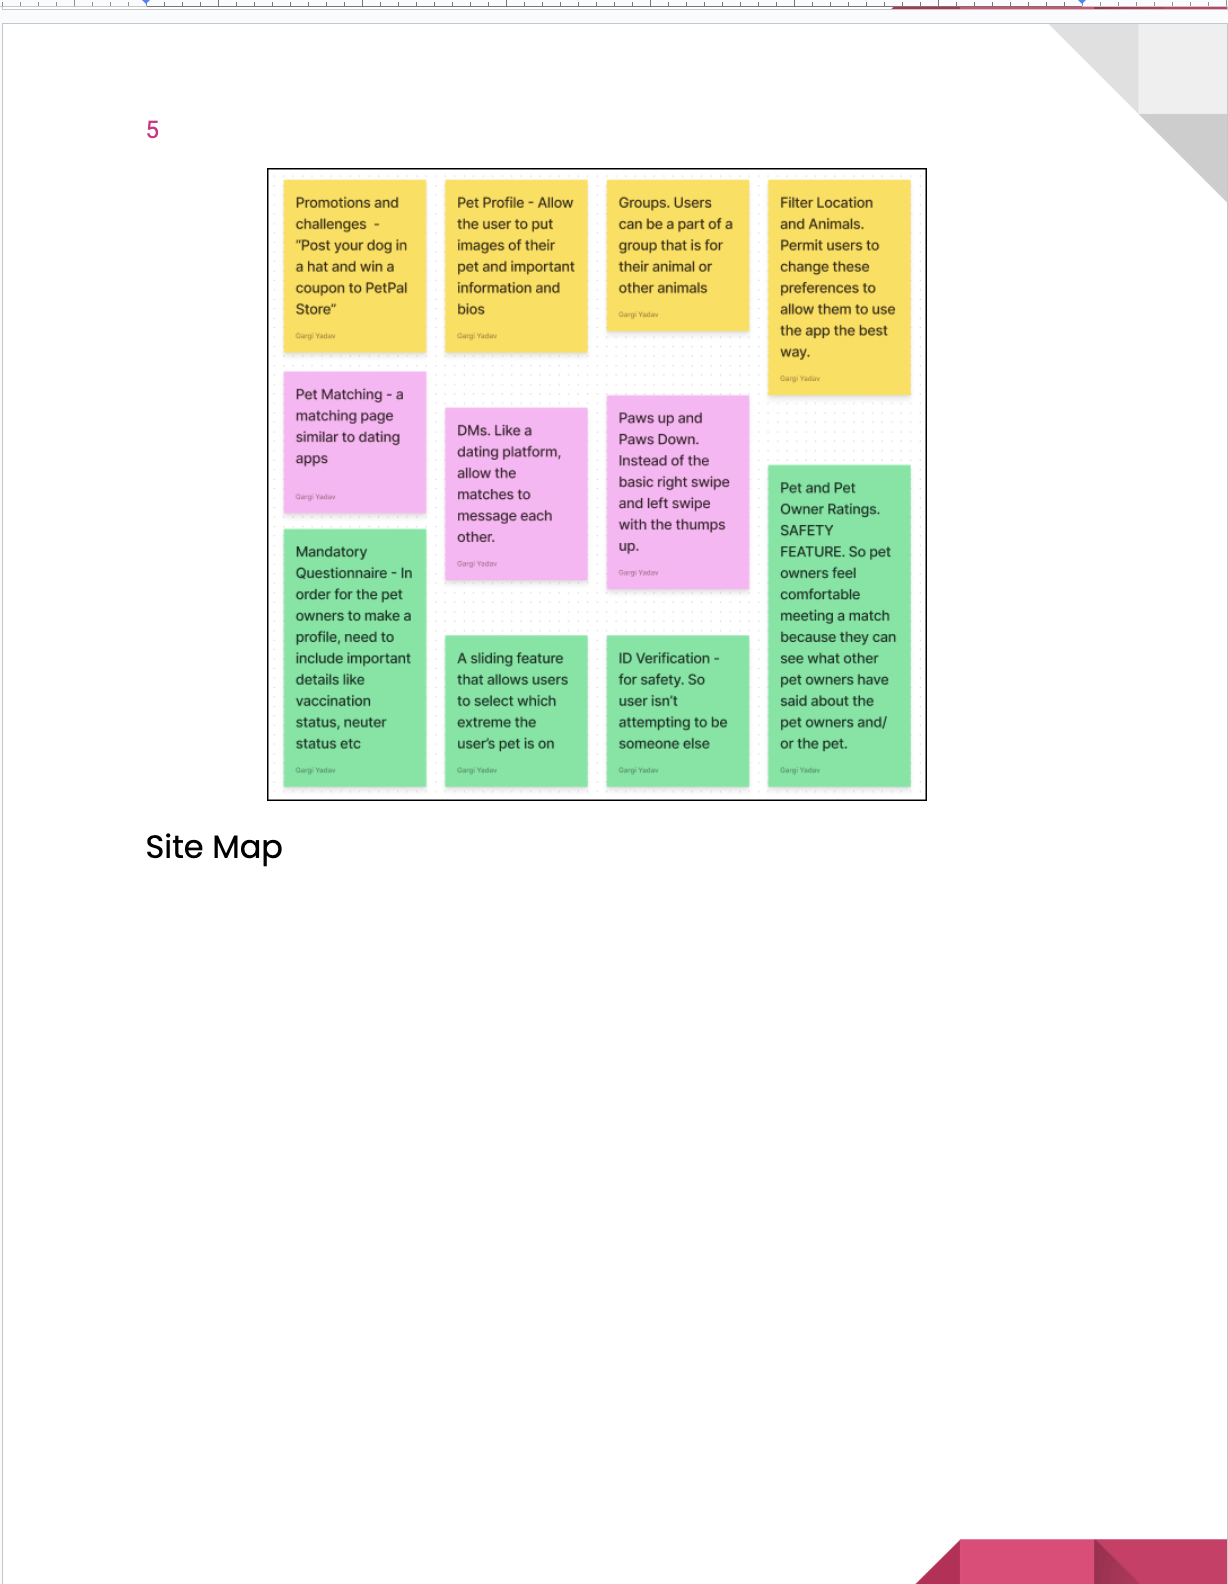 5
Promotions and
challenges -
"Post your dog in
a hat and win a
coupon to PetPal
Store"
Gargi Yadav
Pet Profile - Allow
the user to put
images of their
pet and important
information and
bios
Gargi Yadav
Groups. Users
can be a part of a
group that is for
their animal or
other animals
Gargi Yadav
Filter Location
and Animals.
Permit users to
change these
preferences to
allow them to use
the app the best
way.
Gargi Yadav
Pet Matching - a
matching page
similar to dating
apps
Gargi Yadav
DMs. Like a
dating platform,
allow the
matches to
message each
other.
Gargi Yadav
Paws up and
Paws Down.
Instead of the
basic right swipe
and left swipe
with the thumps
up.
Gargi Yadav
Pet and Pet
Owner Ratings.
SAFETY
FEATURE. So pet
owners feel
comfortable
meeting a match
because they can
see what other
pet owners have
said about the
pet owners and/
or the pet.
Gargi Yadav
Mandatory
Questionnaire - In
order for the pet
owners to make a
profile, need to
include important
details like
vaccination
status, neuter
status etc
Gargi Yadav
A sliding feature
that allows users
to select which
extreme the
user's pet is on
Gargi Yadav
ID Verification -
for safety. So
user isn't
attempting to be
someone else
Gargi Yadav
Site Map